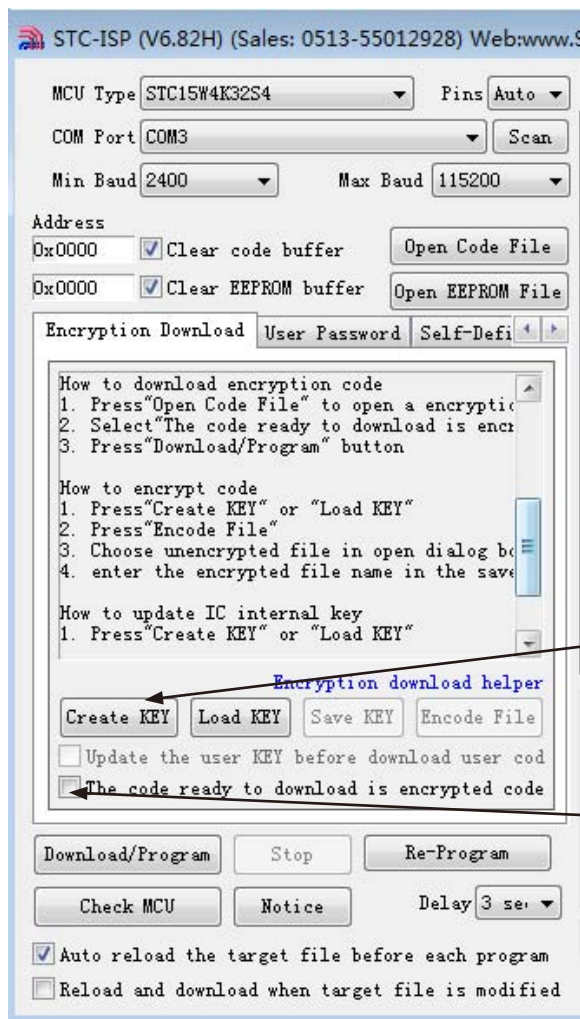 STC-ISP (V6.82H) (Sales: 0513-55012928) Web:www.
MCU Type STC15W4K32S4 Pins Auto
COM Port COM3 Scan
Min Baud 2400 Max Baud 115200
Address
0x0000 Clear code buffer Open Code File
0x0000 Clear EEPROM buffer Open EEPROM File
Encryption Download User Password Self-Defi
How to download encryption code
1. Press"Open Code File" to open a encryptic
2. Select"The code ready to download is encr
3. Press"Download/Program" button
How to encrypt code
1. Press"Create KEY" or "Load KEY"
2. Press"Encode File"
3. Choose unencrypted file in open dialog bo
4. enter the encrypted file name in the save
How to update IC internal key
1. Press"Create KEY" or "Load KEY"
Encryption download helper
Create KEY Load KEY Save KEY Encode File
Update the user KEY before download user cod
The code ready to download is encrypted code
Download/Program Stop Re-Program
Check MCU Notice Delay 3 se
Auto reload the target file before each program
Reload and download when target file is modified